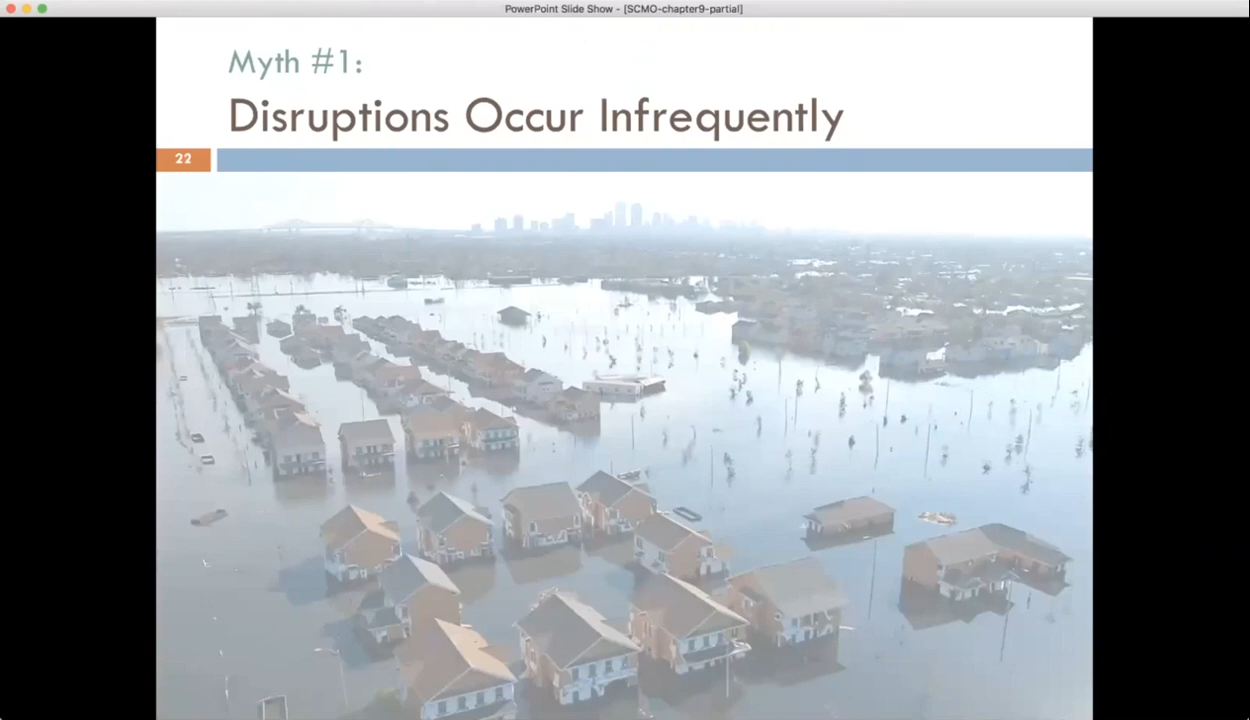 PowerPoint Slide Show - [SCMO-chapter9-partial]
Myth #1:
Disruptions Occur Infrequently
22